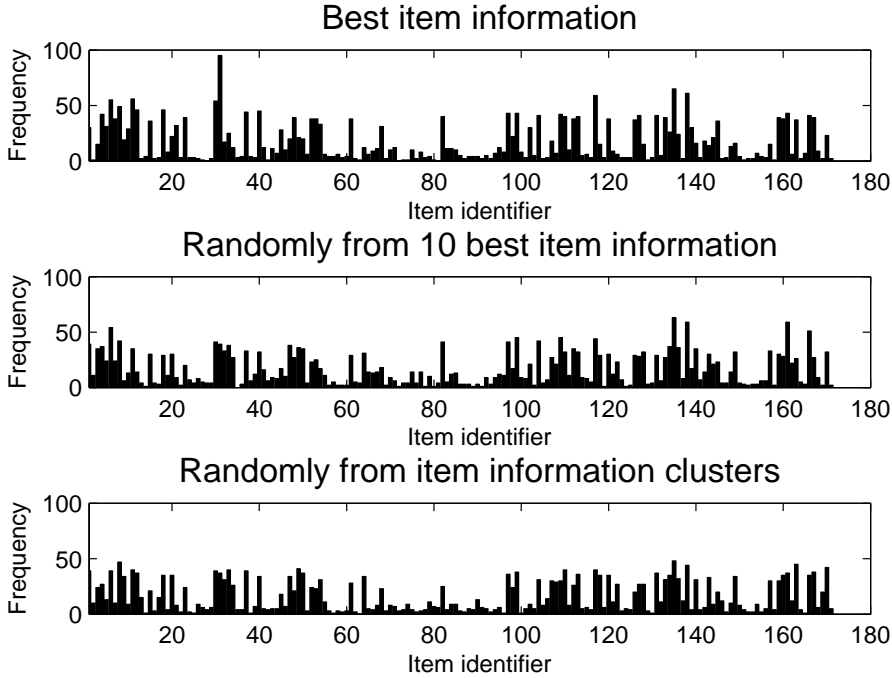 Best item information
100
50
0
Frequency
20 40 60 80 100 120 140 160 180
Item identifier
Randomly from 10 best item information
100
50
0
Frequency
20 40 60 80 100 120 140 160 180
Item identifier
Randomly from item information clusters
100
50
0
Frequency
20 40 60 80 100 120 140 160 180
Item identifier